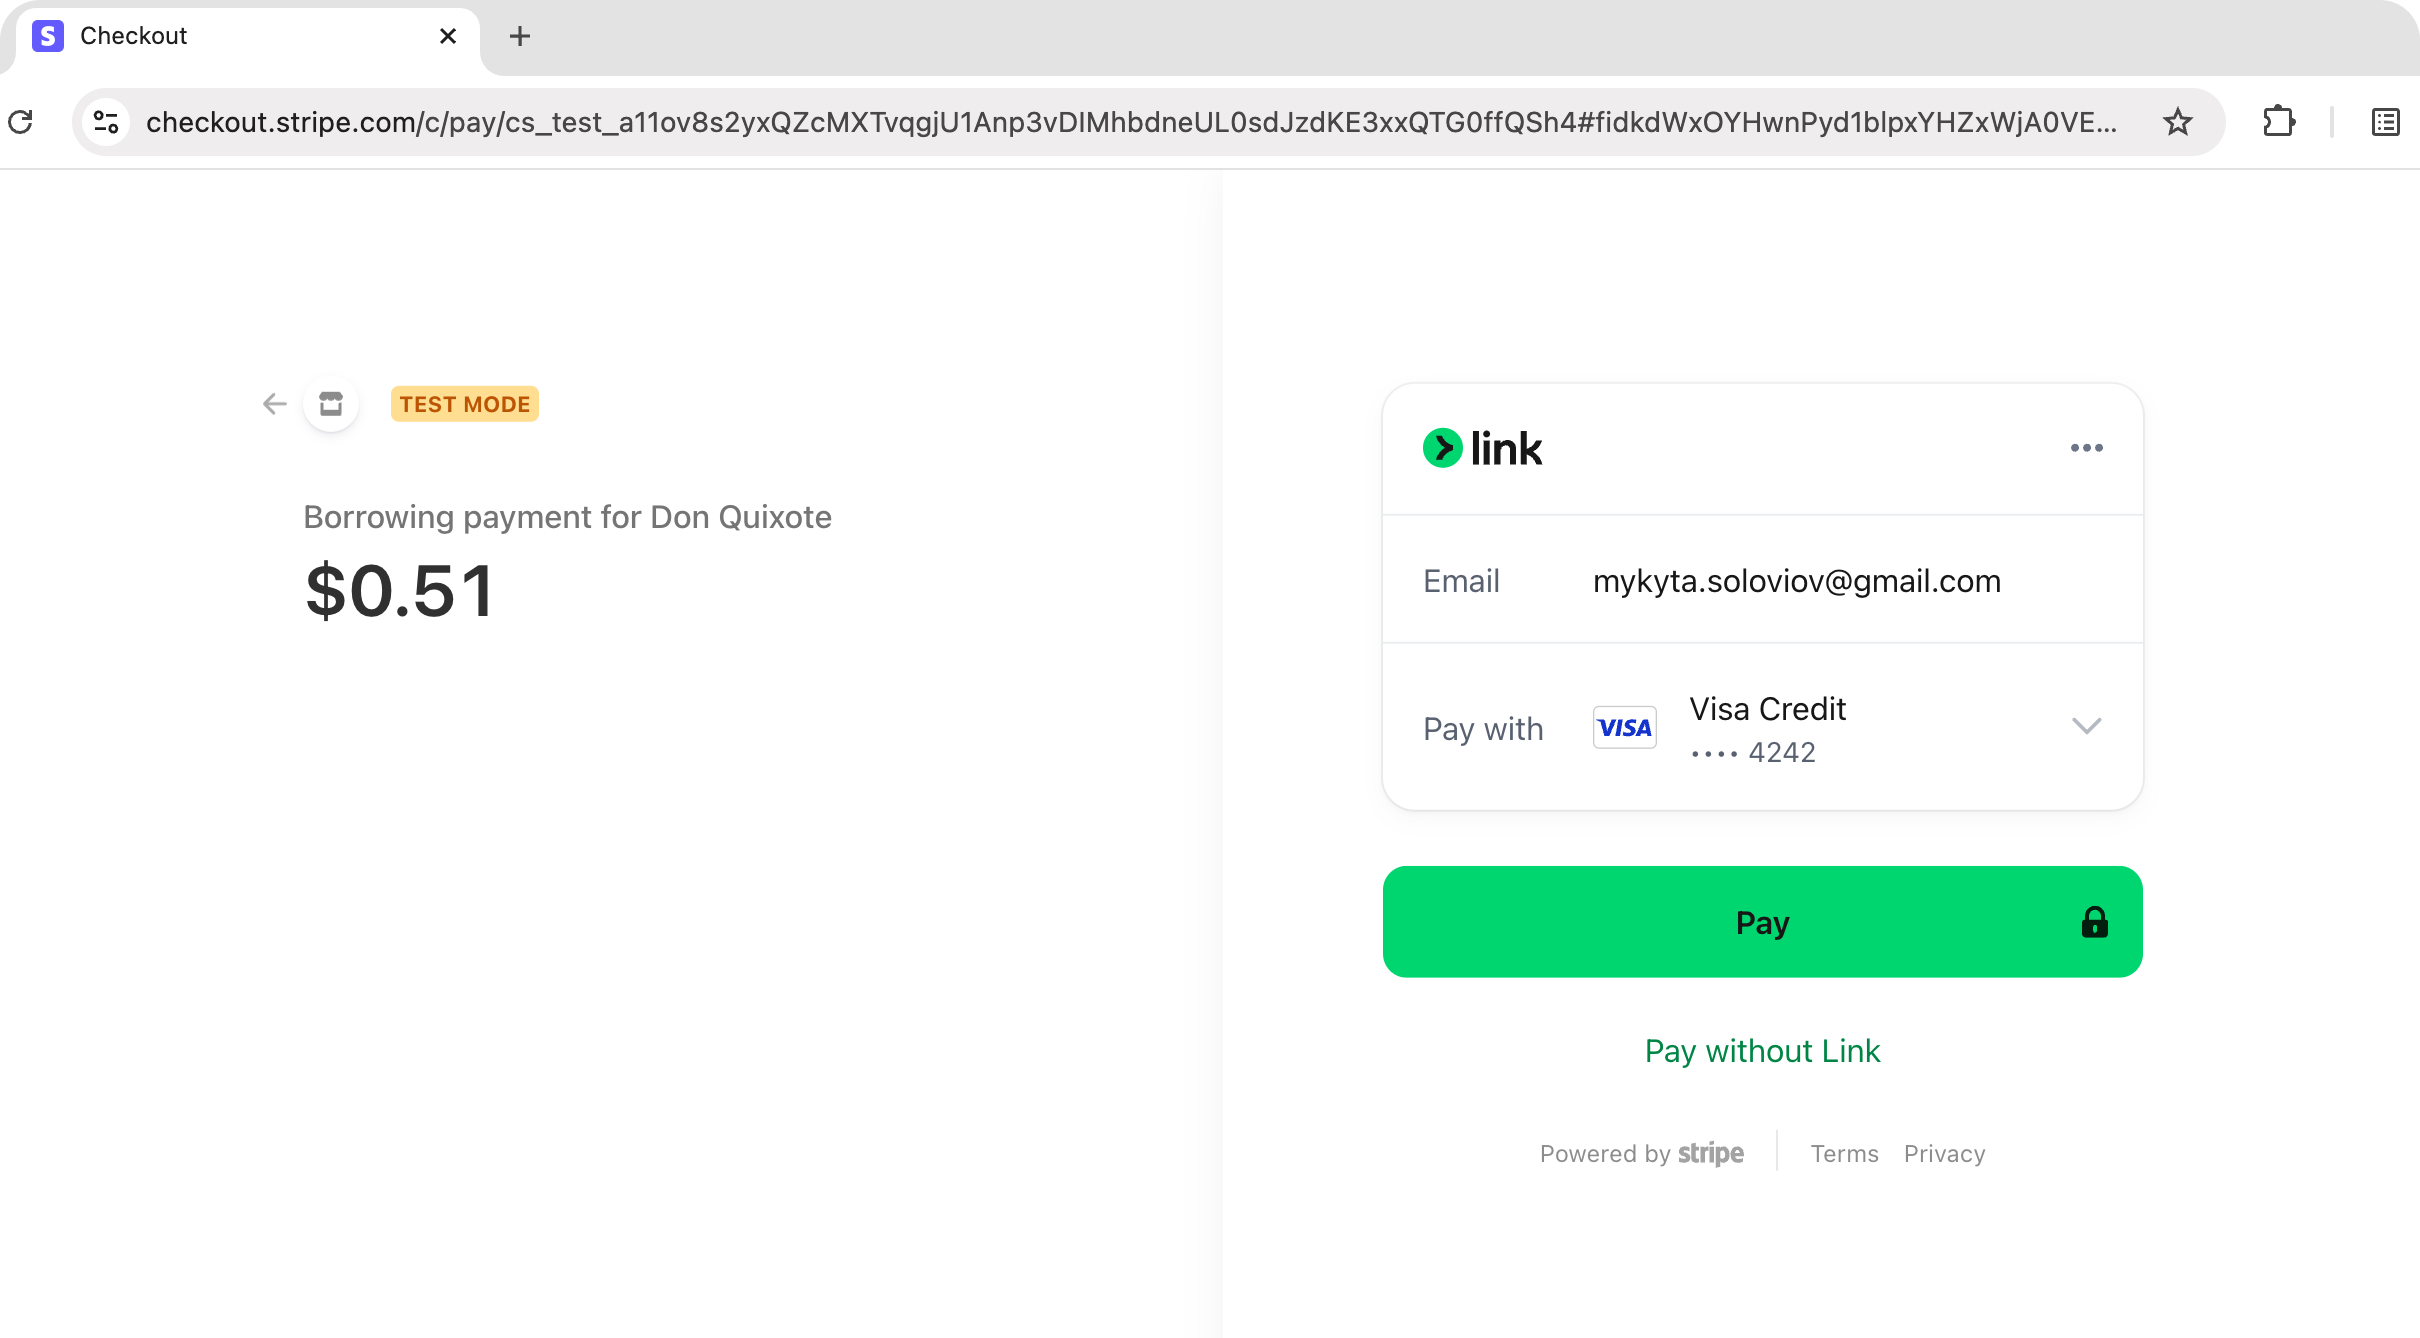 S Checkout
checkout.stripe.com/c/pay/cs_test_a11ov8s2yxQZcMXTvqgjU1Anp3vDIMhbdneUL0sdJzdKE3xxQTG0ffQSh4#fidkdWxOYHwnPyd1blpxYHZxWjA0VE...
TEST MODE
Borrowing payment for Don Quixote
$0.51
link
Email mykyta.soloviov@gmail.com
Pay with VISA Visa Credit
•••• 4242
Pay
Pay without Link
Powered by stripe Terms Privacy